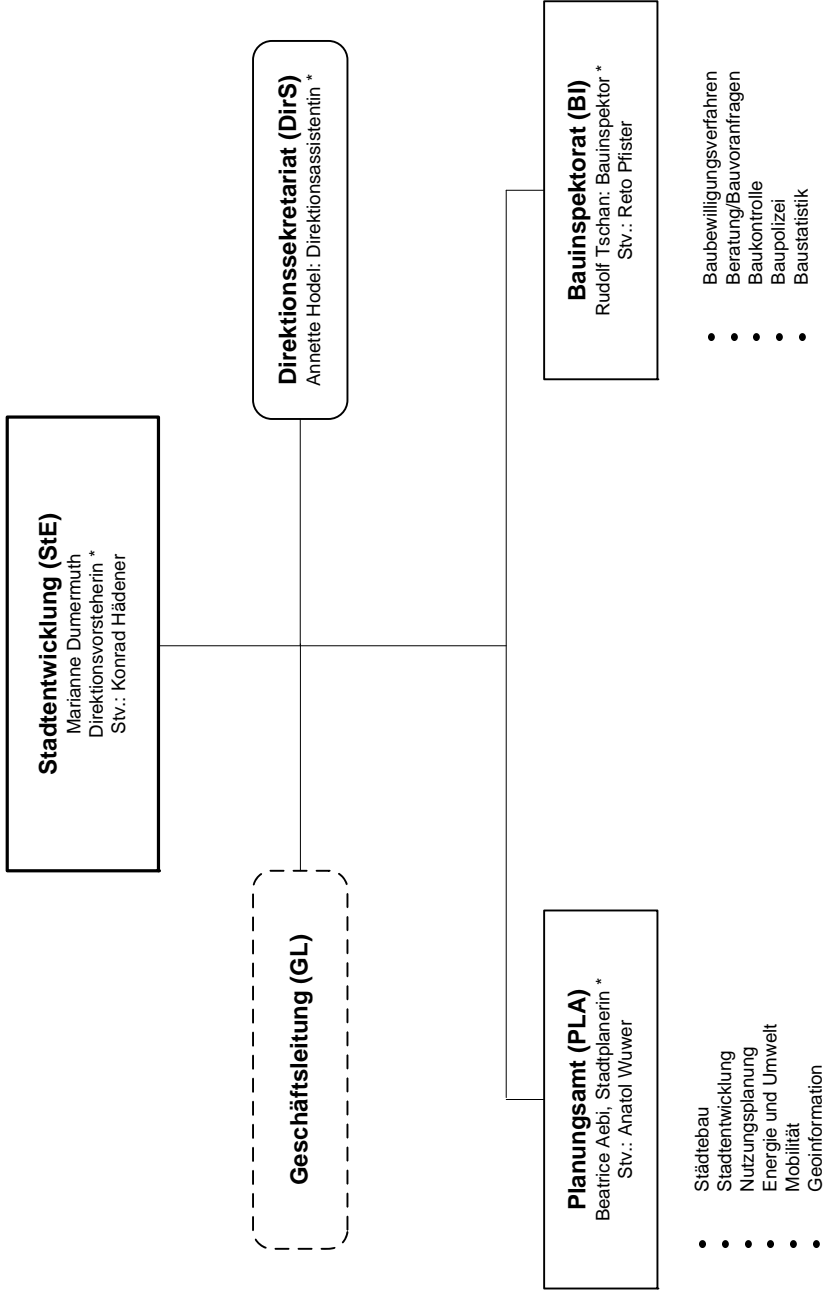 Stadtentwicklung (StE)
Marianne Dumermuth
Direktionsvorsteherin *
Stv.: Konrad Hädener
Geschäftsleitung (GL)
Direktionssekretariat (DirS)
Annette Hodel: Direktionsassistentin *
Planungsamt (PLA)
Beatrice Aebi, Stadtplanerin *
Stv.: Anatol Wuwer
• Städtebau
• Stadtentwicklung
• Nutzungsplanung
• Energie und Umwelt
• Mobilität
• Geoinformation
Bauinspektorat (BI)
Rudolf Tschan: Bauinspektor *
Stv.: Reto Pfister
• Baubewilligungsverfahren
• Beratung/Bauvoranfragen
• Baukontrolle
• Baupolizei
• Baustatistik